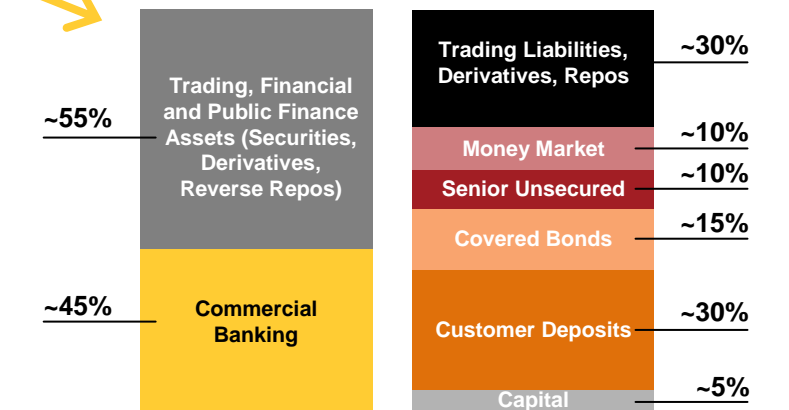 ~55%
Trading, Financial
and Public Finance
Assets (Securities,
Derivatives,
Reverse Repos)
~45%
Commercial
Banking
Trading Liabilities,
Derivatives, Repos
~30%
Money Market
~10%
Senior Unsecured
~10%
Covered Bonds
~15%
Customer Deposits
~30%
Capital
~5%